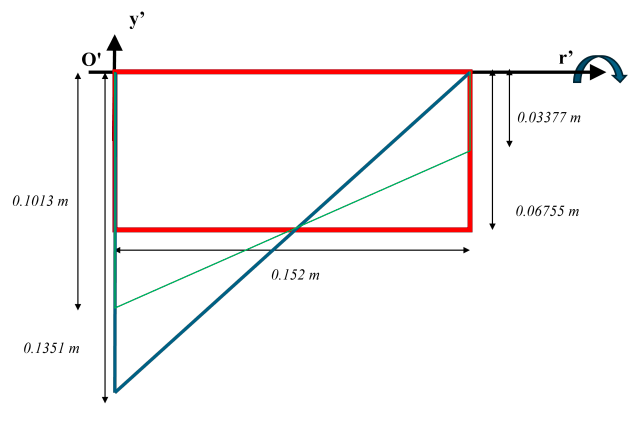 y’
O'
r’
0.03377 m
0.1013 m
0.06755 m
0.152 m
0.1351 m